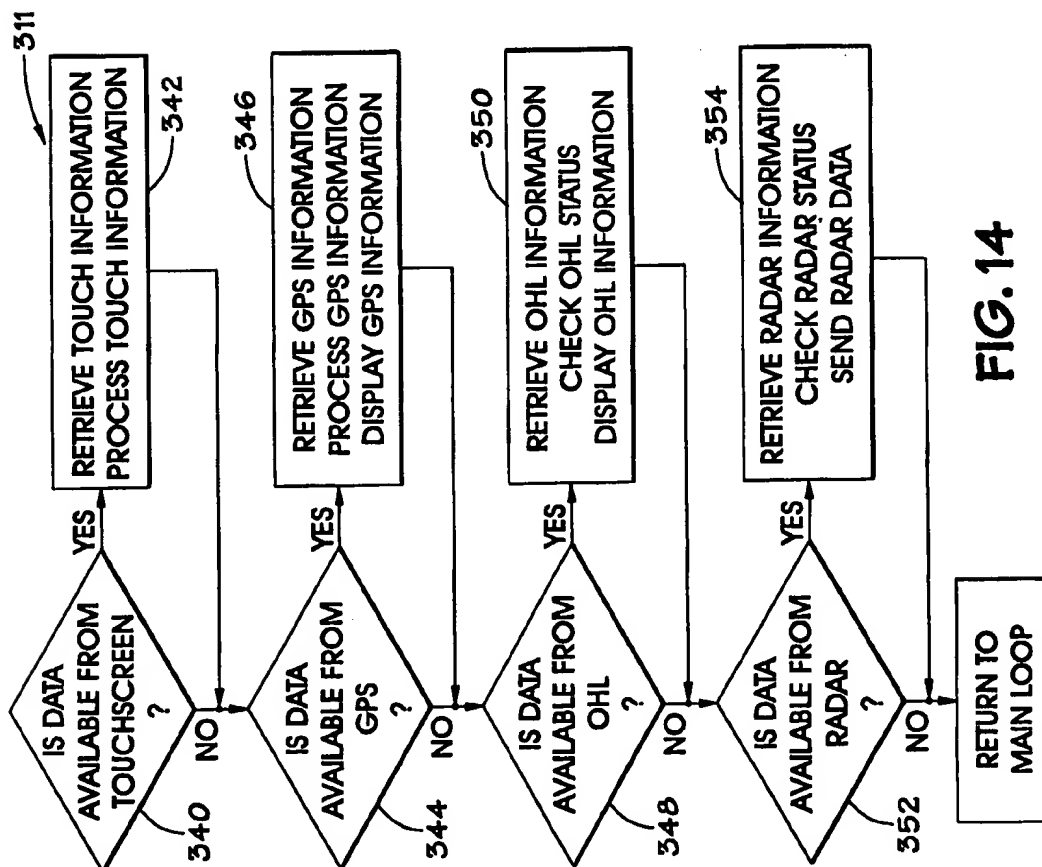 311
IS DATA
AVAILABLE FROM
TOUCHSCREEN
?
340
YES
NO
RETRIEVE TOUCH INFORMATION
PROCESS TOUCH INFORMATION
342
IS DATA
AVAILABLE FROM
GPS
?
344
YES
NO
RETRIEVE GPS INFORMATION
PROCESS GPS INFORMATION
DISPLAY GPS INFORMATION
346
IS DATA
AVAILABLE FROM
OHL
?
348
YES
NO
RETRIEVE OHL INFORMATION
CHECK OHL STATUS
DISPLAY OHL INFORMATION
350
IS DATA
AVAILABLE FROM
RADAR
?
352
YES
NO
RETRIEVE RADAR INFORMATION
CHECK RADAR STATUS
SEND RADAR DATA
354
RETURN TO
MAIN LOOP
FIG. 14